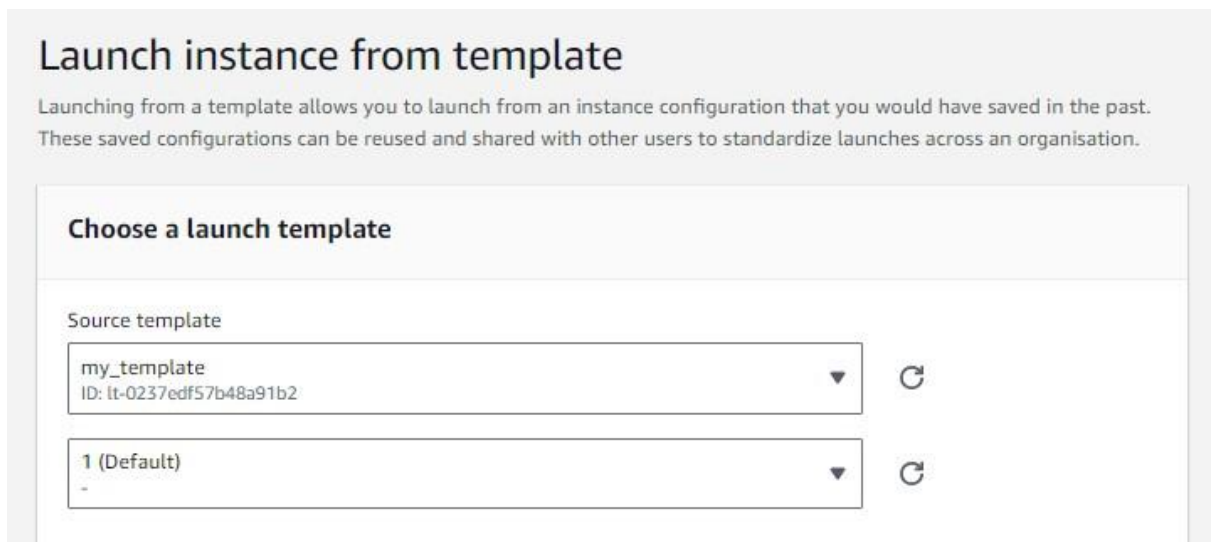 Launch instance from template
Launching from a template allows you to launch from an instance configuration that you would have saved in the past.
These saved configurations can be reused and shared with other users to standardize launches across an organisation.
Choose a launch template
Source template
my_template
ID: lt-0237edf57b48a91b2
1 (Default)
-